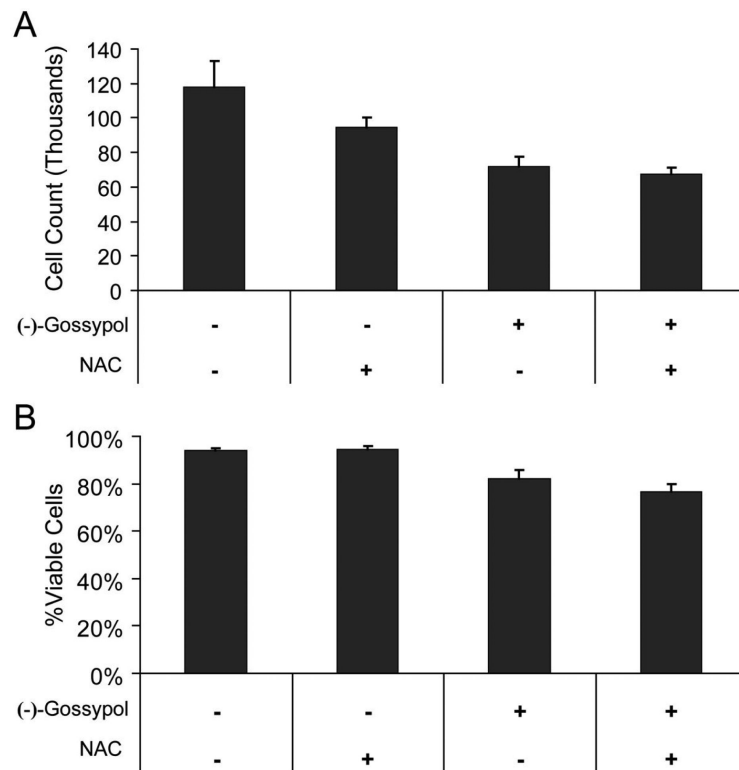 A
140
120
100
80
60
40
20
0
Cell Count (Thousands)
(-)-Gossypol - - + +
NAC - + - +
B
100%
80%
60%
40%
20%
0%
%Viable Cells
(-)-Gossypol - - + +
NAC - + - +